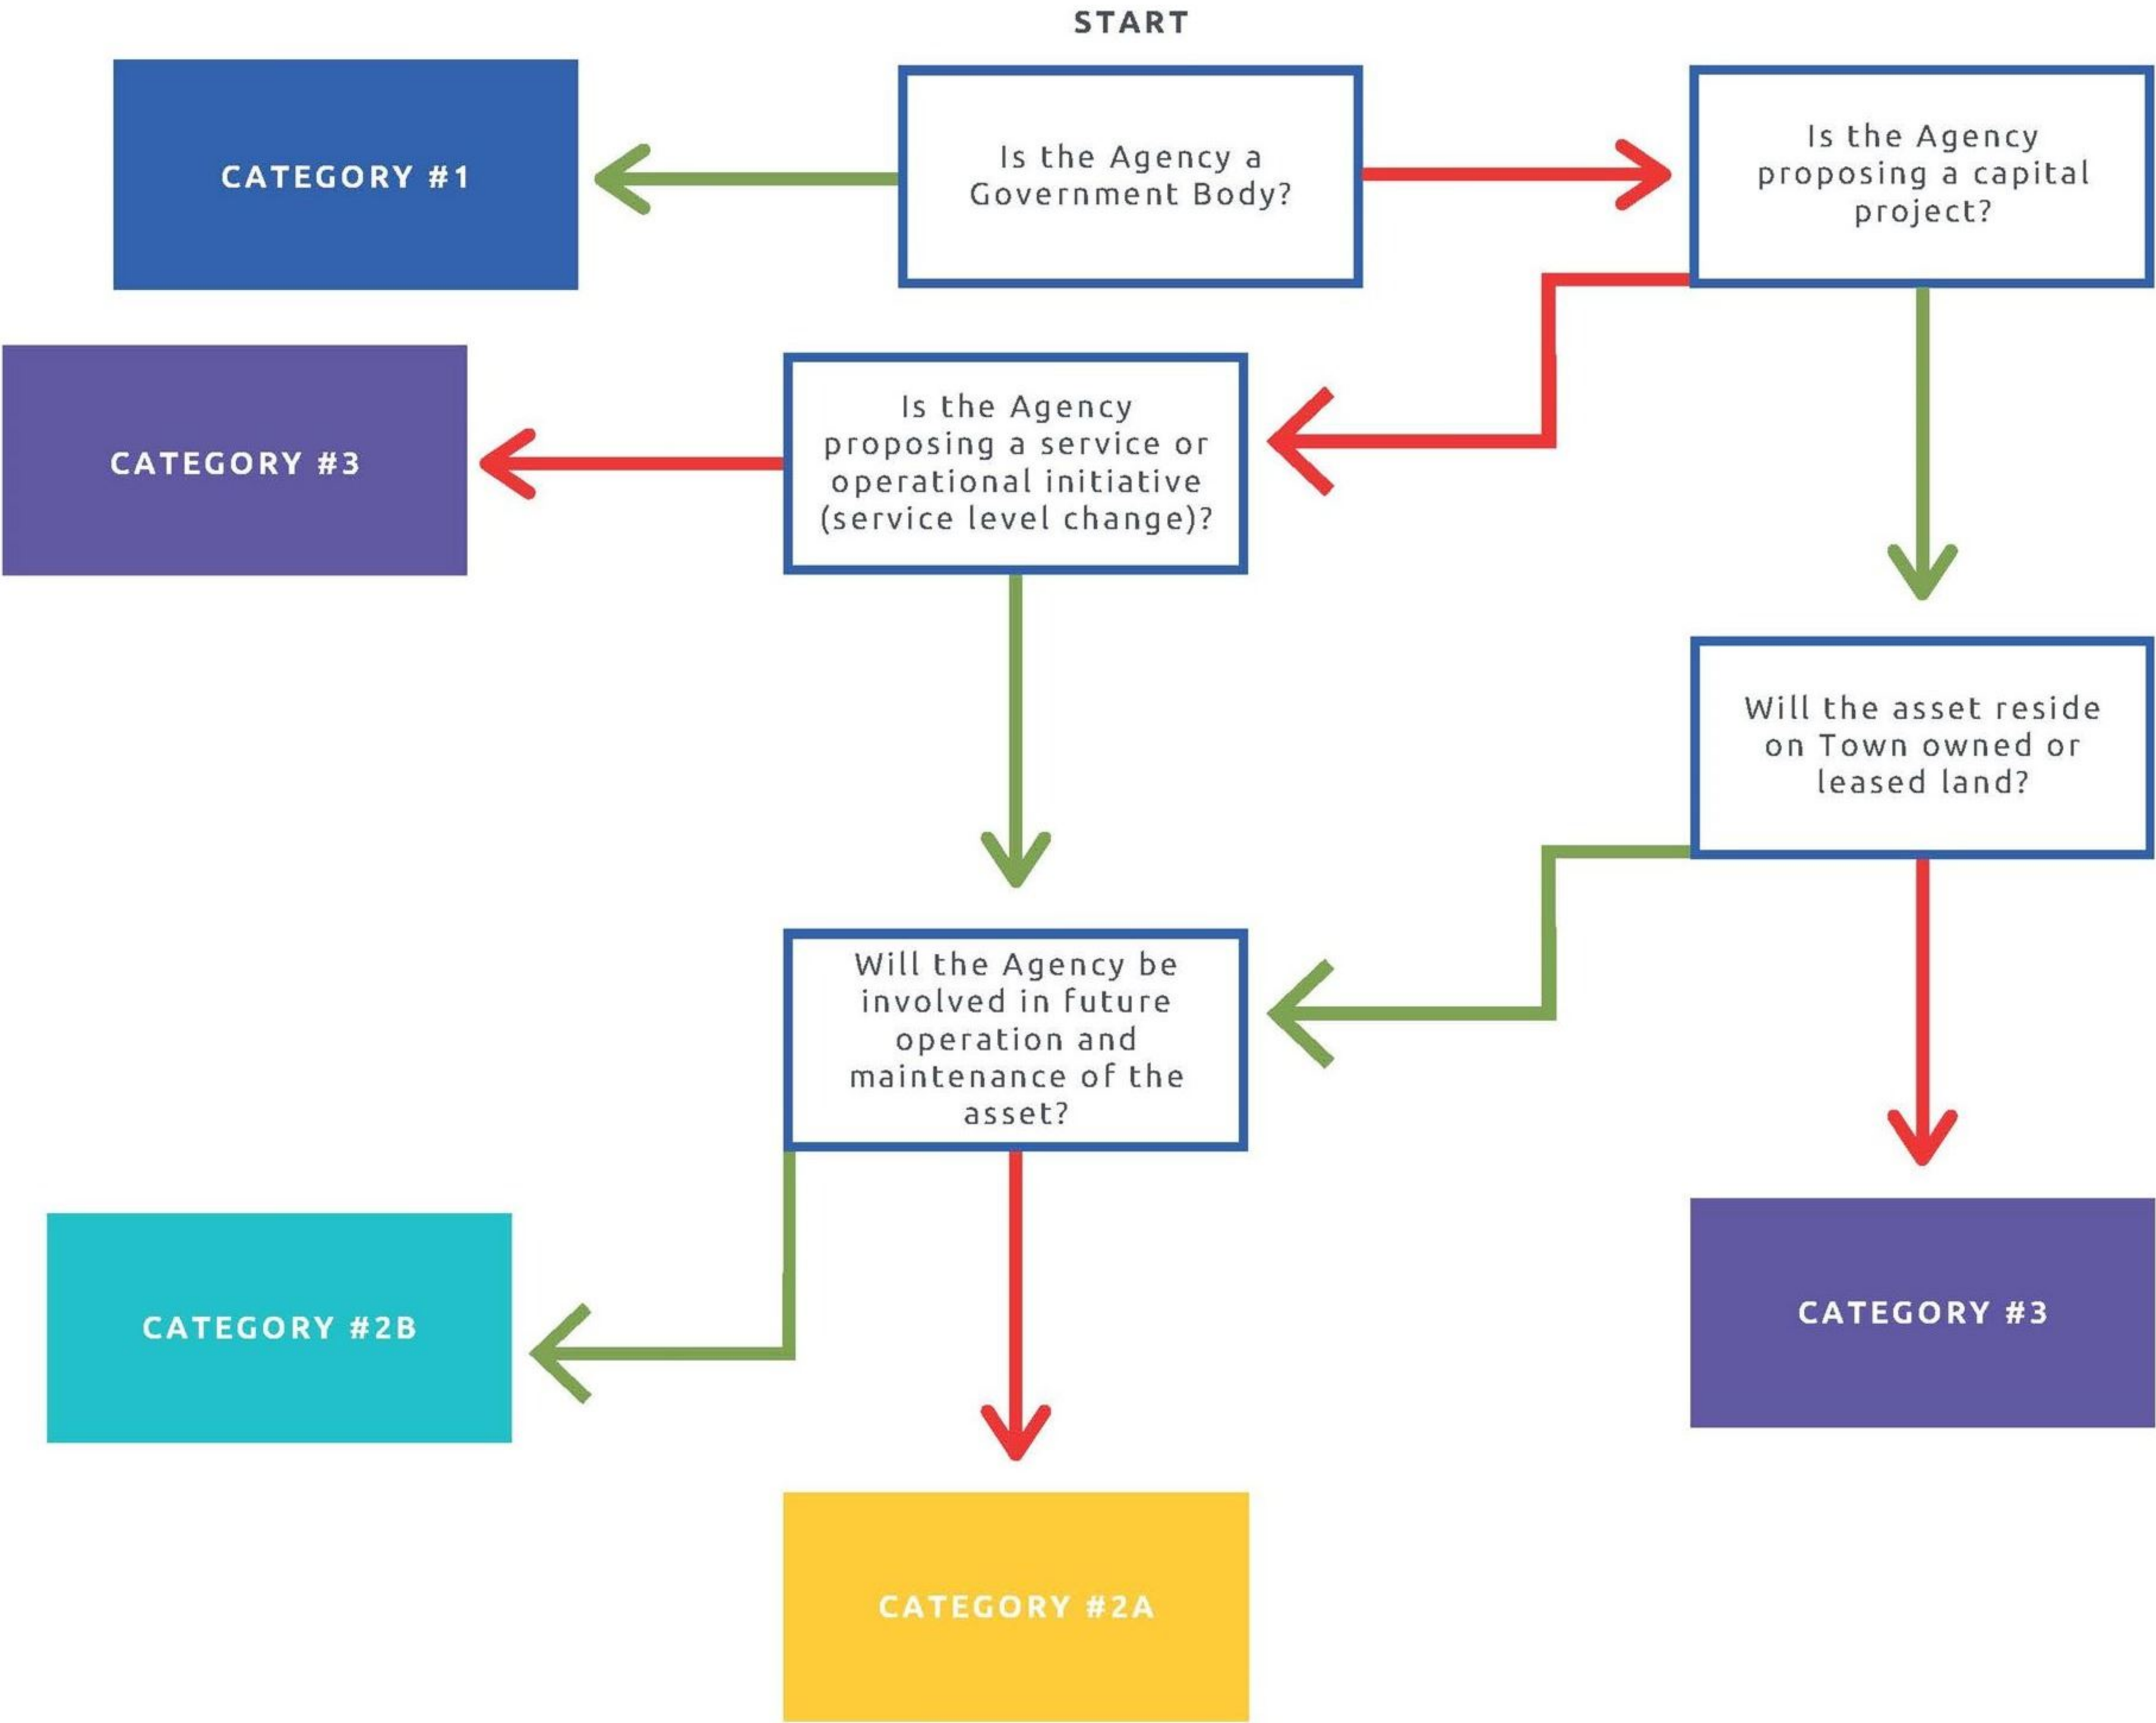 START
CATEGORY #1
Is the Agency a
Government Body?
Is the Agency
proposing a capital
project?
CATEGORY #3
Is the Agency
proposing a service or
operational initiative
(service level change)?
Will the asset reside
on Town owned or
leased land?
Will the Agency be
involved in future
operation and
maintenance of the
asset?
CATEGORY #2B
CATEGORY #3
CATEGORY #2A